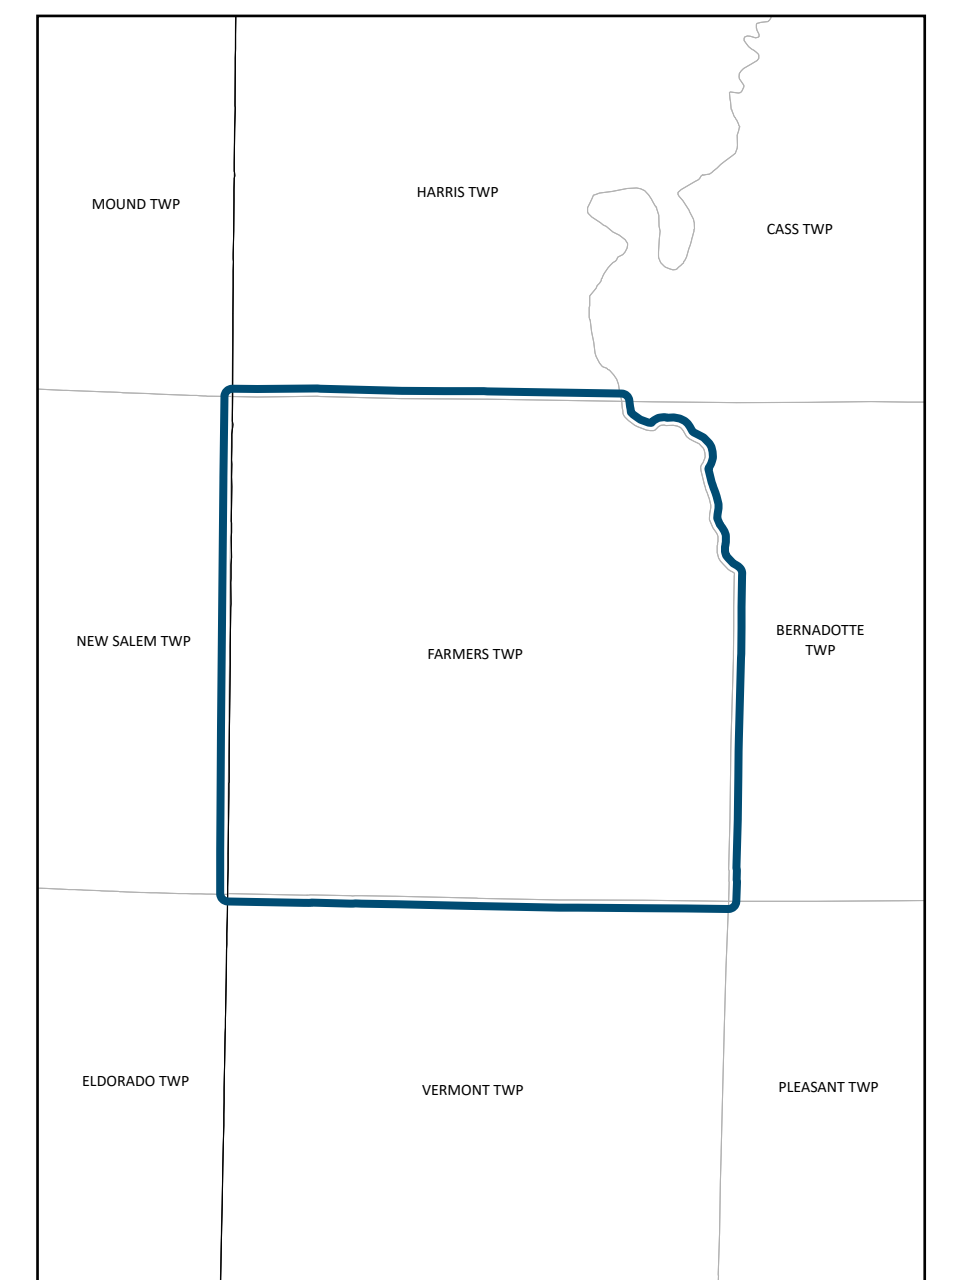 HARRIS TWP
MOUND TWP
CASS TWP
BERNADOTTE
TWP
NEW SALEM TWP
FARMERS TWP
ELDORADO TWP
PLEASANT TWP
VERMONT TWP